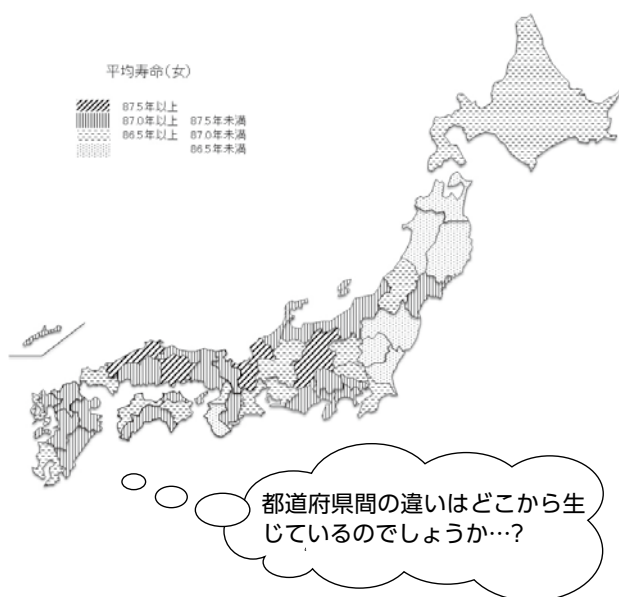 平均寿命(女)
87.5年以上
87.0年以上 87.5年未満
86.5年以上 87.0年未満
86.5年未満
都道府県間の違いはどこから生
じているのでしょうか…?